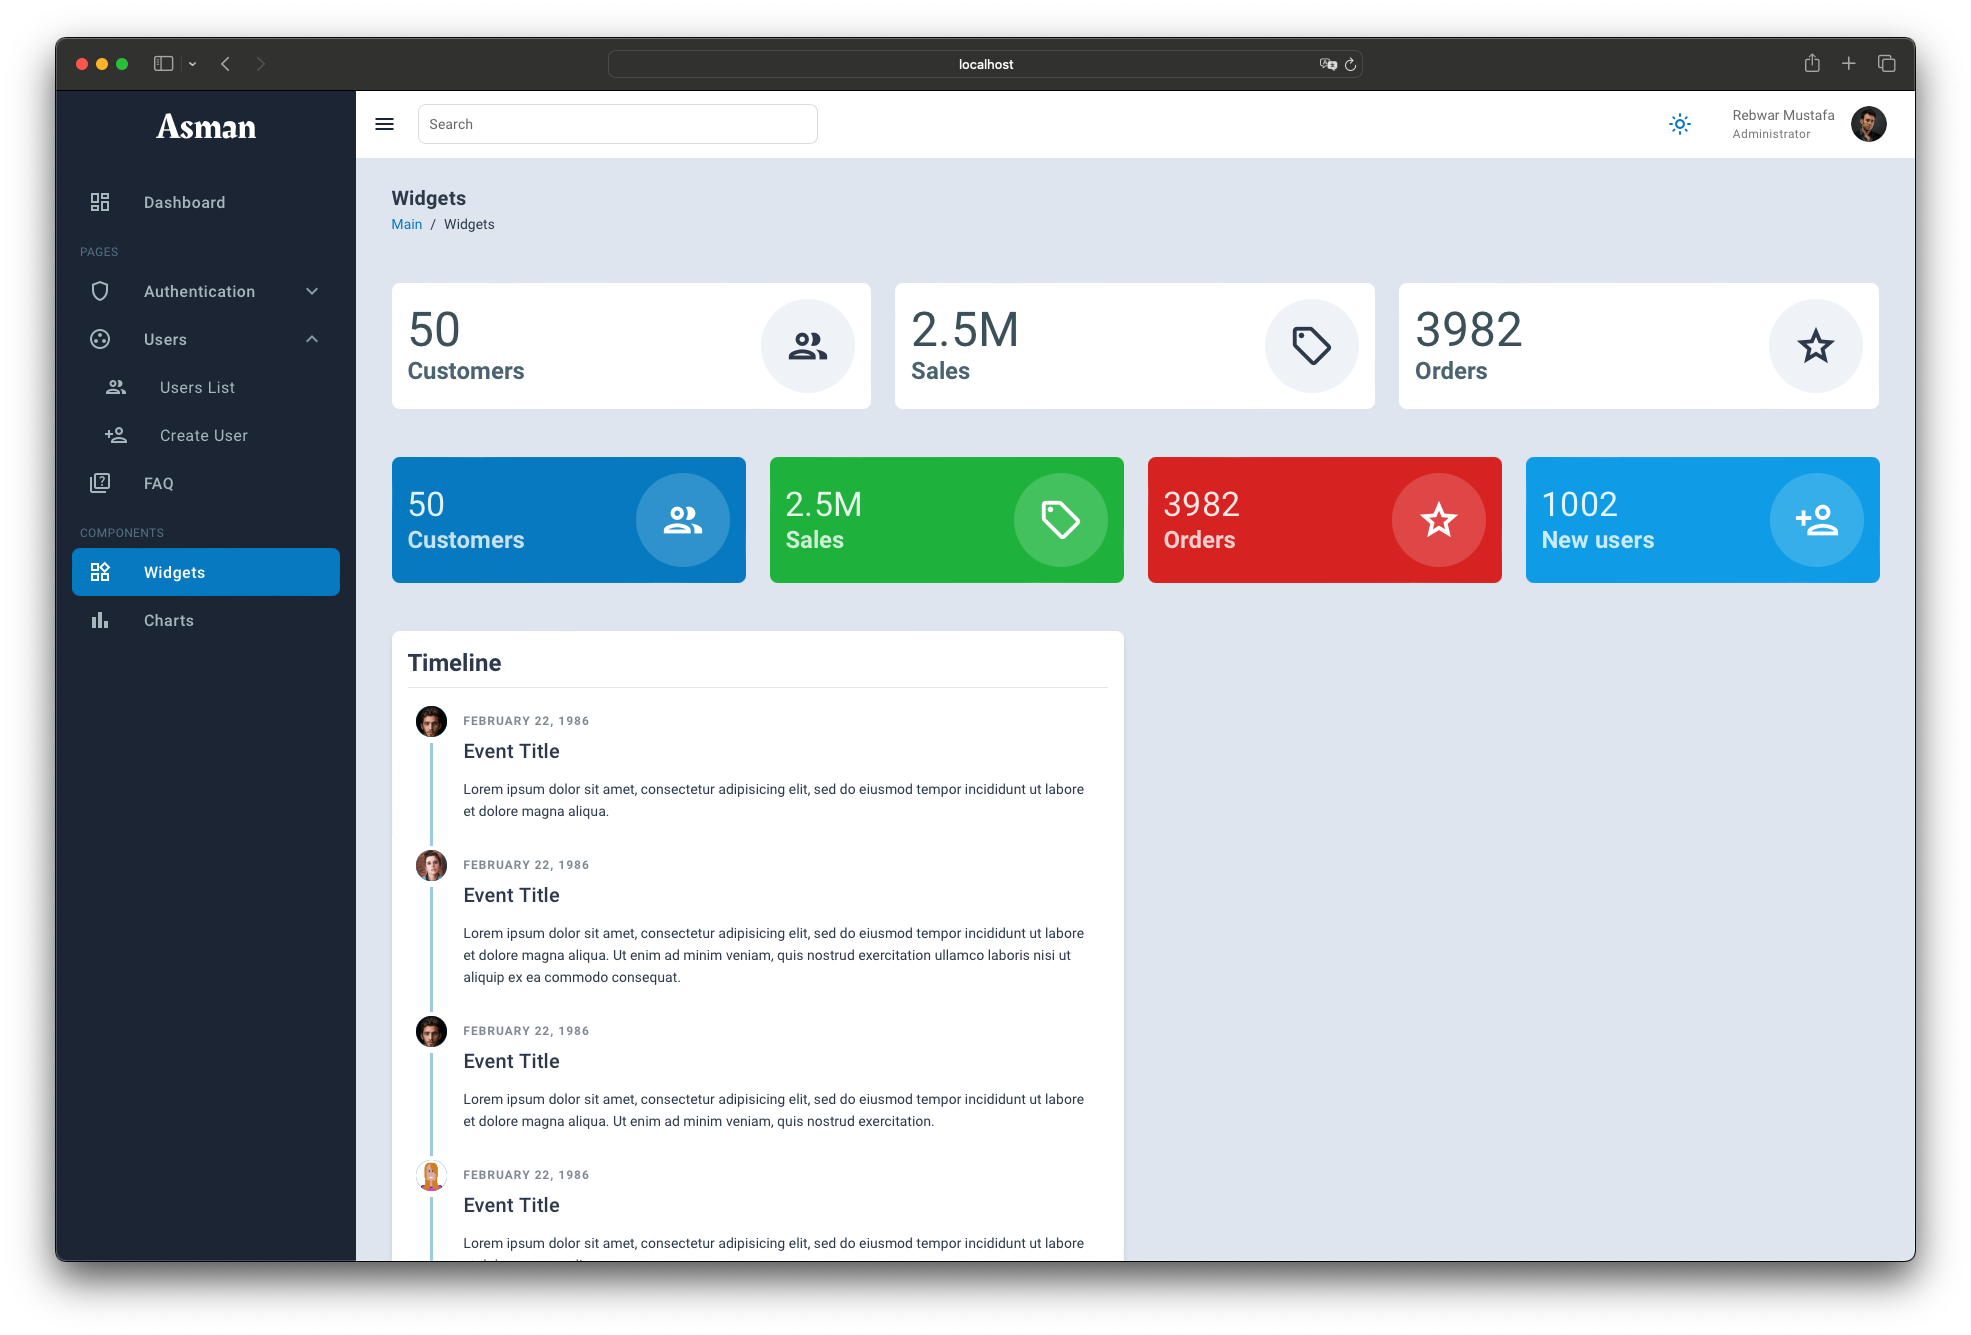 localhost
Asman
Search
Rebwar Mustafa
Administrator
Dashboard
PAGES
Authentication
Users
Users List
Create User
FAQ
COMPONENTS
Widgets
Charts
Widgets
Main / Widgets
50
Customers
2.5M
Sales
3982
Orders
50
Customers
2.5M
Sales
3982
Orders
1002
New users
Timeline
FEBRUARY 22, 1986
Event Title
Lorem ipsum dolor sit amet, consectetur adipisicing elit, sed do eiusmod tempor incididunt ut labore
et dolore magna aliqua.
FEBRUARY 22, 1986
Event Title
Lorem ipsum dolor sit amet, consectetur adipisicing elit, sed do eiusmod tempor incididunt ut labore
et dolore magna aliqua. Ut enim ad minim veniam, quis nostrud exercitation ullamco laboris nisi ut
aliquip ex ea commodo consequat.
FEBRUARY 22, 1986
Event Title
Lorem ipsum dolor sit amet, consectetur adipisicing elit, sed do eiusmod tempor incididunt ut labore
et dolore magna aliqua. Ut enim ad minim veniam, quis nostrud exercitation.
FEBRUARY 22, 1986
Event Title
Lorem ipsum dolor sit amet, consectetur adipisicing elit, sed do eiusmod tempor incididunt ut labore